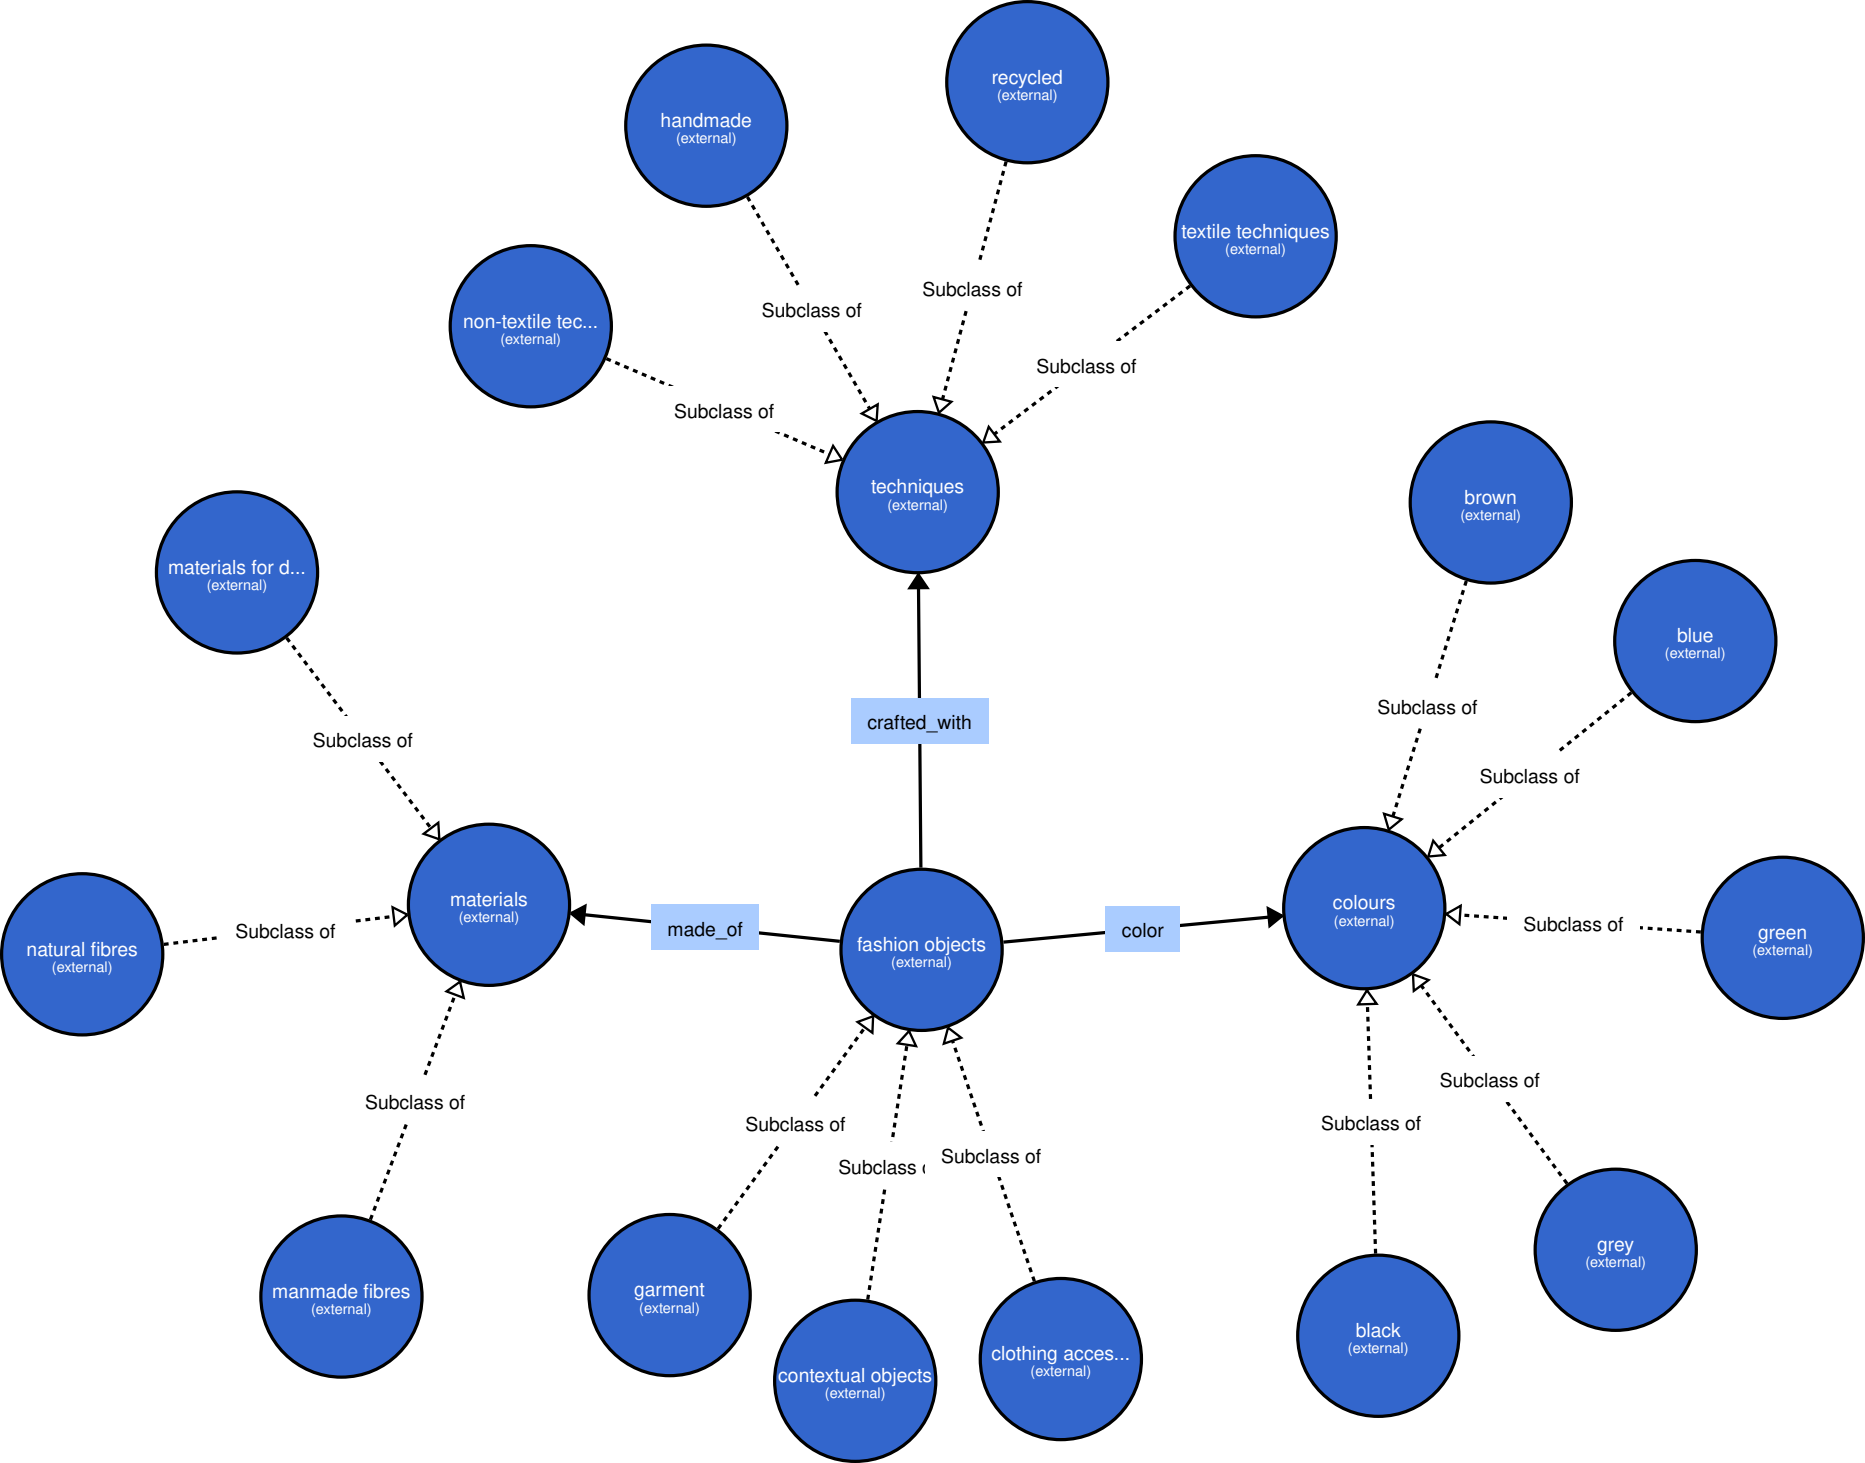 recycled
(external)
handmade
(external)
textile techniques
(external)
non-textile tec...
(external)
Subclass of
Subclass of
Subclass of
Subclass of
techniques
(external)
brown
(external)
materials for d...
(external)
blue
(external)
Subclass of
crafted_with
Subclass of
Subclass of
materials
(external)
colours
(external)
natural fibres
(external)
Subclass of
made_of
fashion objects
(external)
color
Subclass of
green
(external)
Subclass of
Subclass of
Subclass
Subclass of
Subclass of
Subclass of
manmade fibres
(external)
garment
(external)
contextual objects
(external)
clothing acces...
(external)
black
(external)
grey
(external)